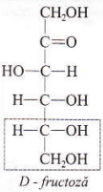 CH₂OH
C=O
HO—C—H
H—C—OH
H—C—OH
CH₂OH
D - fructoză